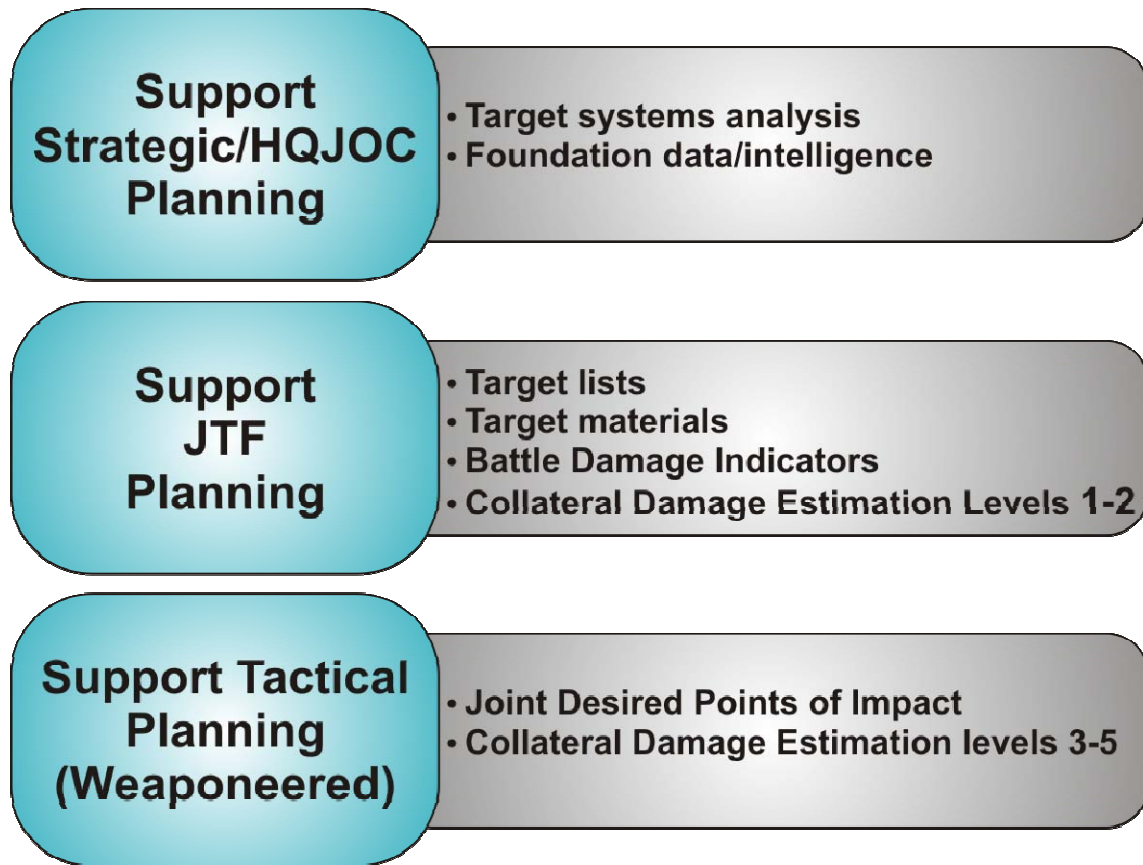 Support
Strategic/HQJOC
Planning
• Target systems analysis
• Foundation data/intelligence
Support
JTF
Planning
• Target lists
• Target materials
• Battle Damage Indicators
• Collateral Damage Estimation Levels 1-2
Support Tactical
Planning
(Weaponeered)
• Joint Desired Points of Impact
• Collateral Damage Estimation levels 3-5